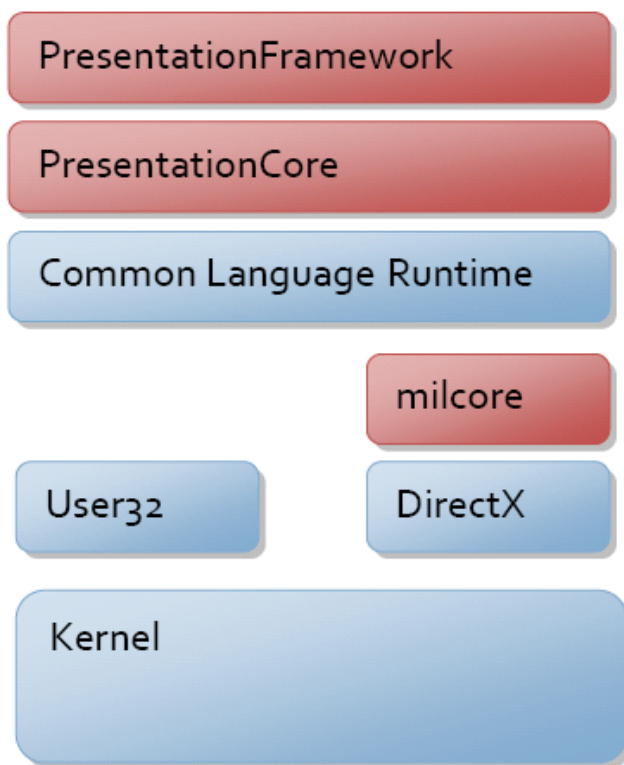 PresentationFramework
PresentationCore
Common Language Runtime
milcore
User32
DirectX
Kernel